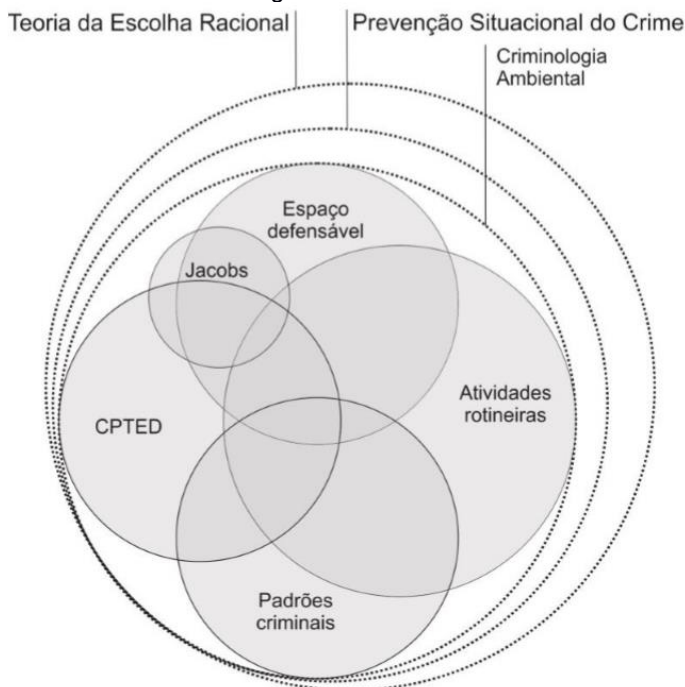 Teoria da Escolha Racional
Prevenção Situacional do Crime
Criminologia
Ambiental
Espaço
defensável
Jacobs
Atividades
rotineiras
CPTED
Padrões
criminais